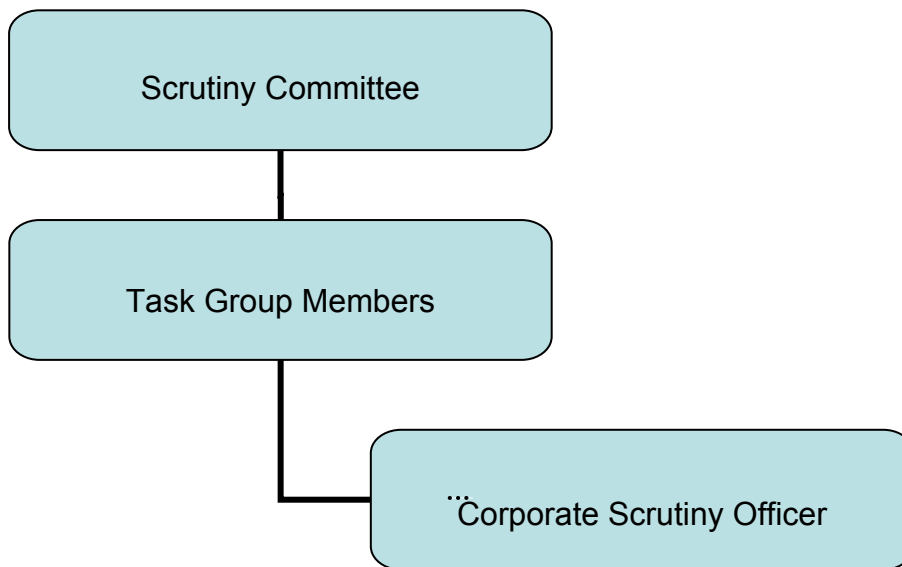 Scrutiny Committee
Task Group Members
...
Corporate Scrutiny Officer